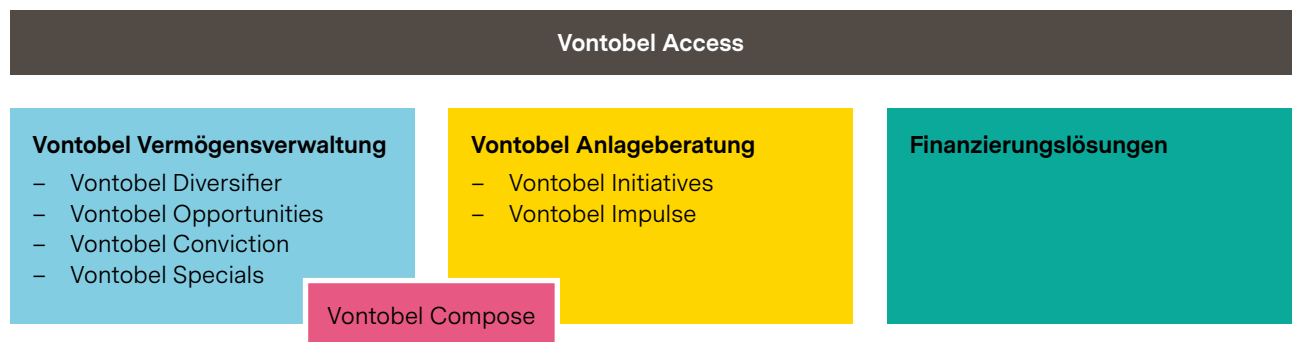 Vontobel Access
Vontobel Vermögensverwaltung
– Vontobel Diversifier
– Vontobel Opportunities
– Vontobel Conviction
– Vontobel Specials
Vontobel Anlageberatung
– Vontobel Initiatives
– Vontobel Impulse
Vontobel Compose
Finanzierungslösungen